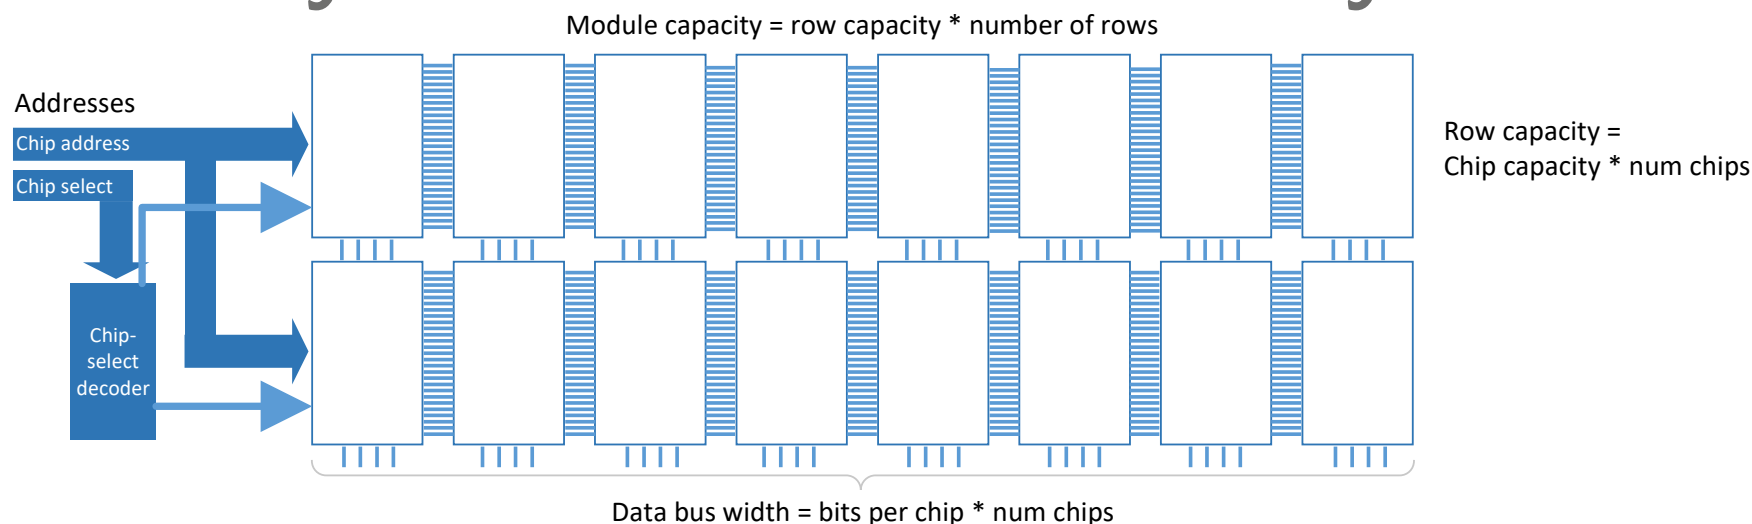 Module capacity = row capacity * number of rows
Addresses
Chip address
Chip select
Row capacity =
Chip capacity * num chips
Chip-
select
decoder
Data bus width = bits per chip * num chips